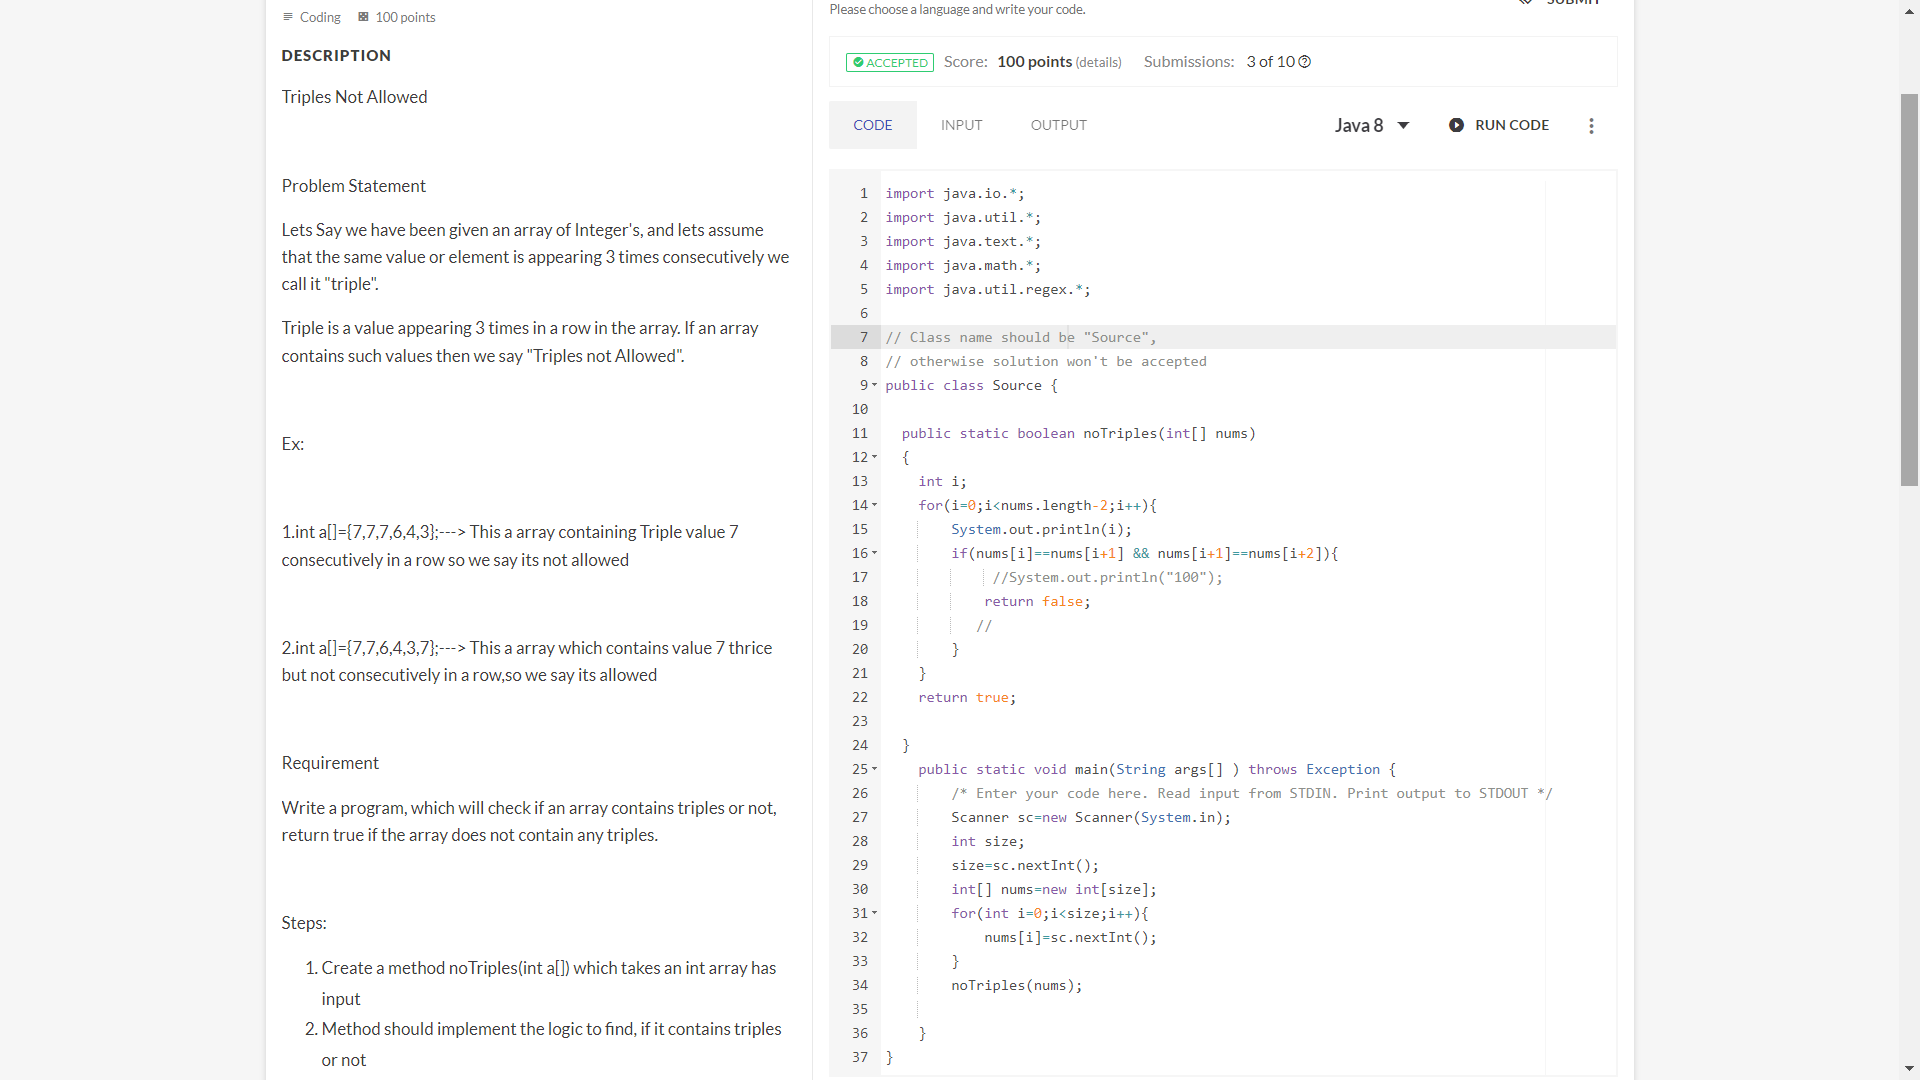 Coding 100 points
DESCRIPTION
Triples Not Allowed
Problem Statement
Lets Say we have been given an array of Integer's, and lets assume
that the same value or element is appearing 3 times consecutively we
call it "triple".
Triple is a value appearing 3 times in a row in the array. If an array
contains such values then we say "Triples not Allowed".
Ex:
1.int a[]={7,7,7,6,4,3};---> This a array containing Triple value 7
consecutively in a row so we say its not allowed
2.int a[]={7,7,6,4,3,7};---> This a array which contains value 7 thrice
but not consecutively in a row,so we say its allowed
Requirement
Write a program, which will check if an array contains triples or not,
return true if the array does not contain any triples.
Steps:
1. Create a method noTriples(int a[]) which takes an int array has
input
2. Method should implement the logic to find, if it contains triples
or not
Please choose a language and write your code.
SUBMIT
ACCEPTED Score: 100 points (details) Submissions: 3 of 10
CODE INPUT OUTPUT Java 8 RUN CODE
1 import java.io.*;
2 import java.util.*;
3 import java.text.*;
4 import java.math.*;
5 import java.util.regex.*;
6
7 // Class name should be "Source",
8 // otherwise solution won't be accepted
9 public class Source {
10
11 public static boolean noTriples(int[] nums)
12 {
13 int i;
14 for(i=0;i<nums.length-2;i++){
15 System.out.println(i);
16 if(nums[i]==nums[i+1] && nums[i+1]==nums[i+2]){
17 //System.out.println("100");
18 return false;
19 //
20 }
21 }
22 return true;
23
24 }
25 public static void main(String args[] ) throws Exception {
26 /* Enter your code here. Read input from STDIN. Print output to STDOUT */
27 Scanner sc=new Scanner(System.in);
28 int size;
29 size=sc.nextInt();
30 int[] nums=new int[size];
31 for(int i=0;i<size;i++){
32 nums[i]=sc.nextInt();
33 }
34 noTriples(nums);
35
36 }
37 }